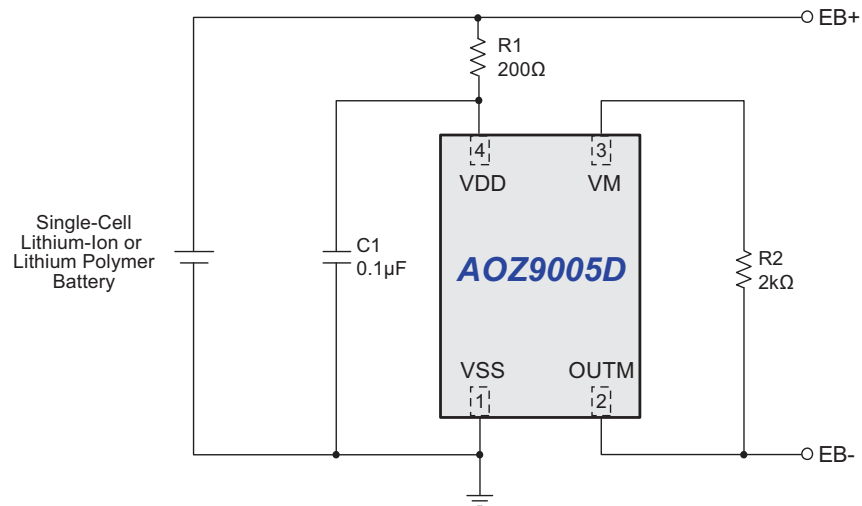 EB+
R1
200Ω
4
3
VDD
VM
Single-Cell
Lithium-Ion or
Lithium Polymer
Battery
C1
0.1µF
AOZ9005D
R2
2kΩ
VSS
OUTM
1
2
EB-